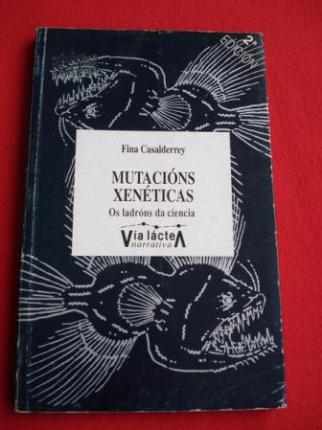 2ª
EDICIÓN
Fina Casalderrey
MUTACIÓNS
XENÉTICAS
Os ladróns da ciencia
Vía lácteA
narrativa